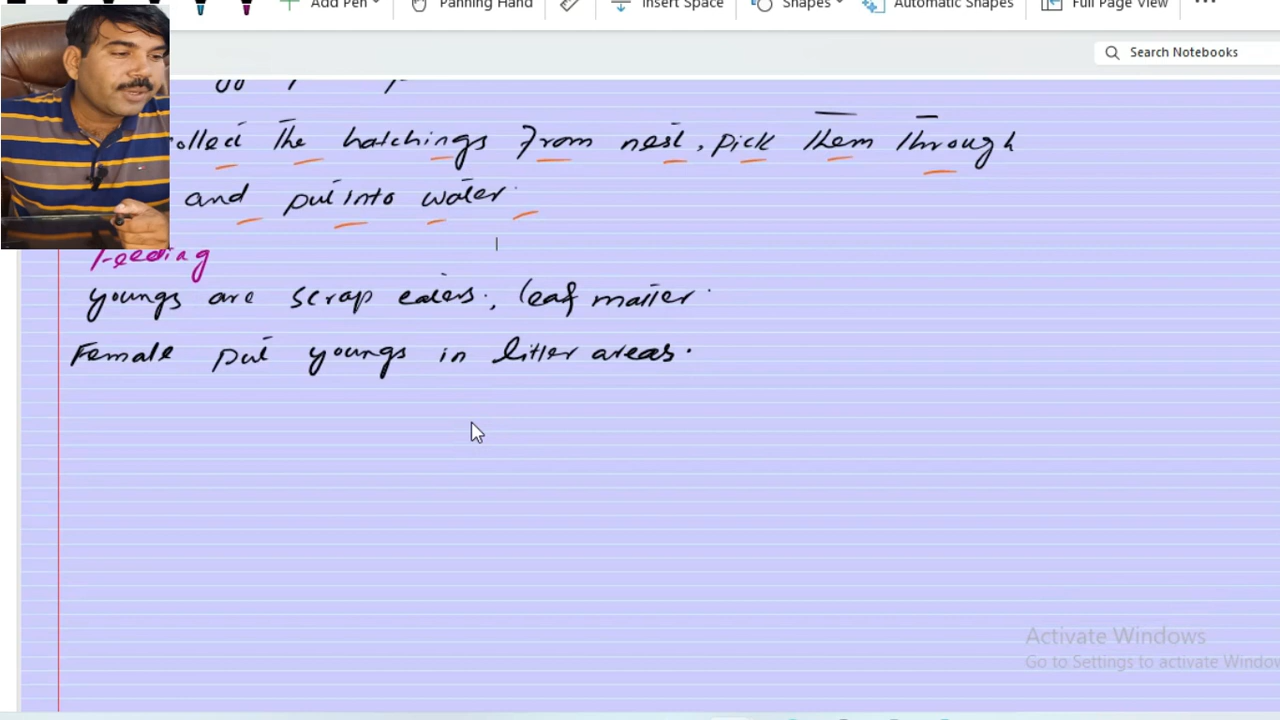 Add Pen
Panning Hand
Insert Space
Shapes
Automatic Shapes
Full Page View
Search Notebooks
the hatchings from nest, pick them through
and put into water.
Feeding
youngs are scrap eaters, leaf matter.
Female put youngs in litter areas.
Activate Windows
Go to Settings to activate Windo